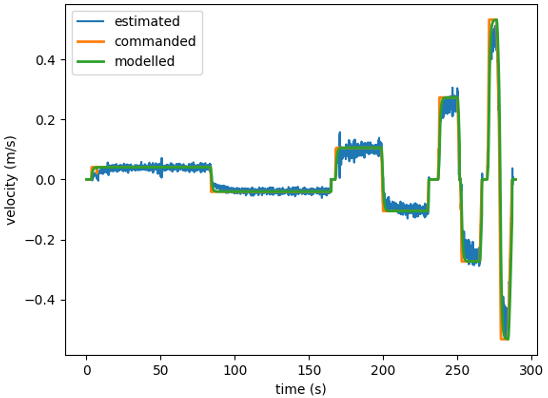 estimated
commanded
modelled
velocity (m/s)
0.4
0.2
0.0
−0.2
−0.4
0 50 100 150 200 250 300
time (s)